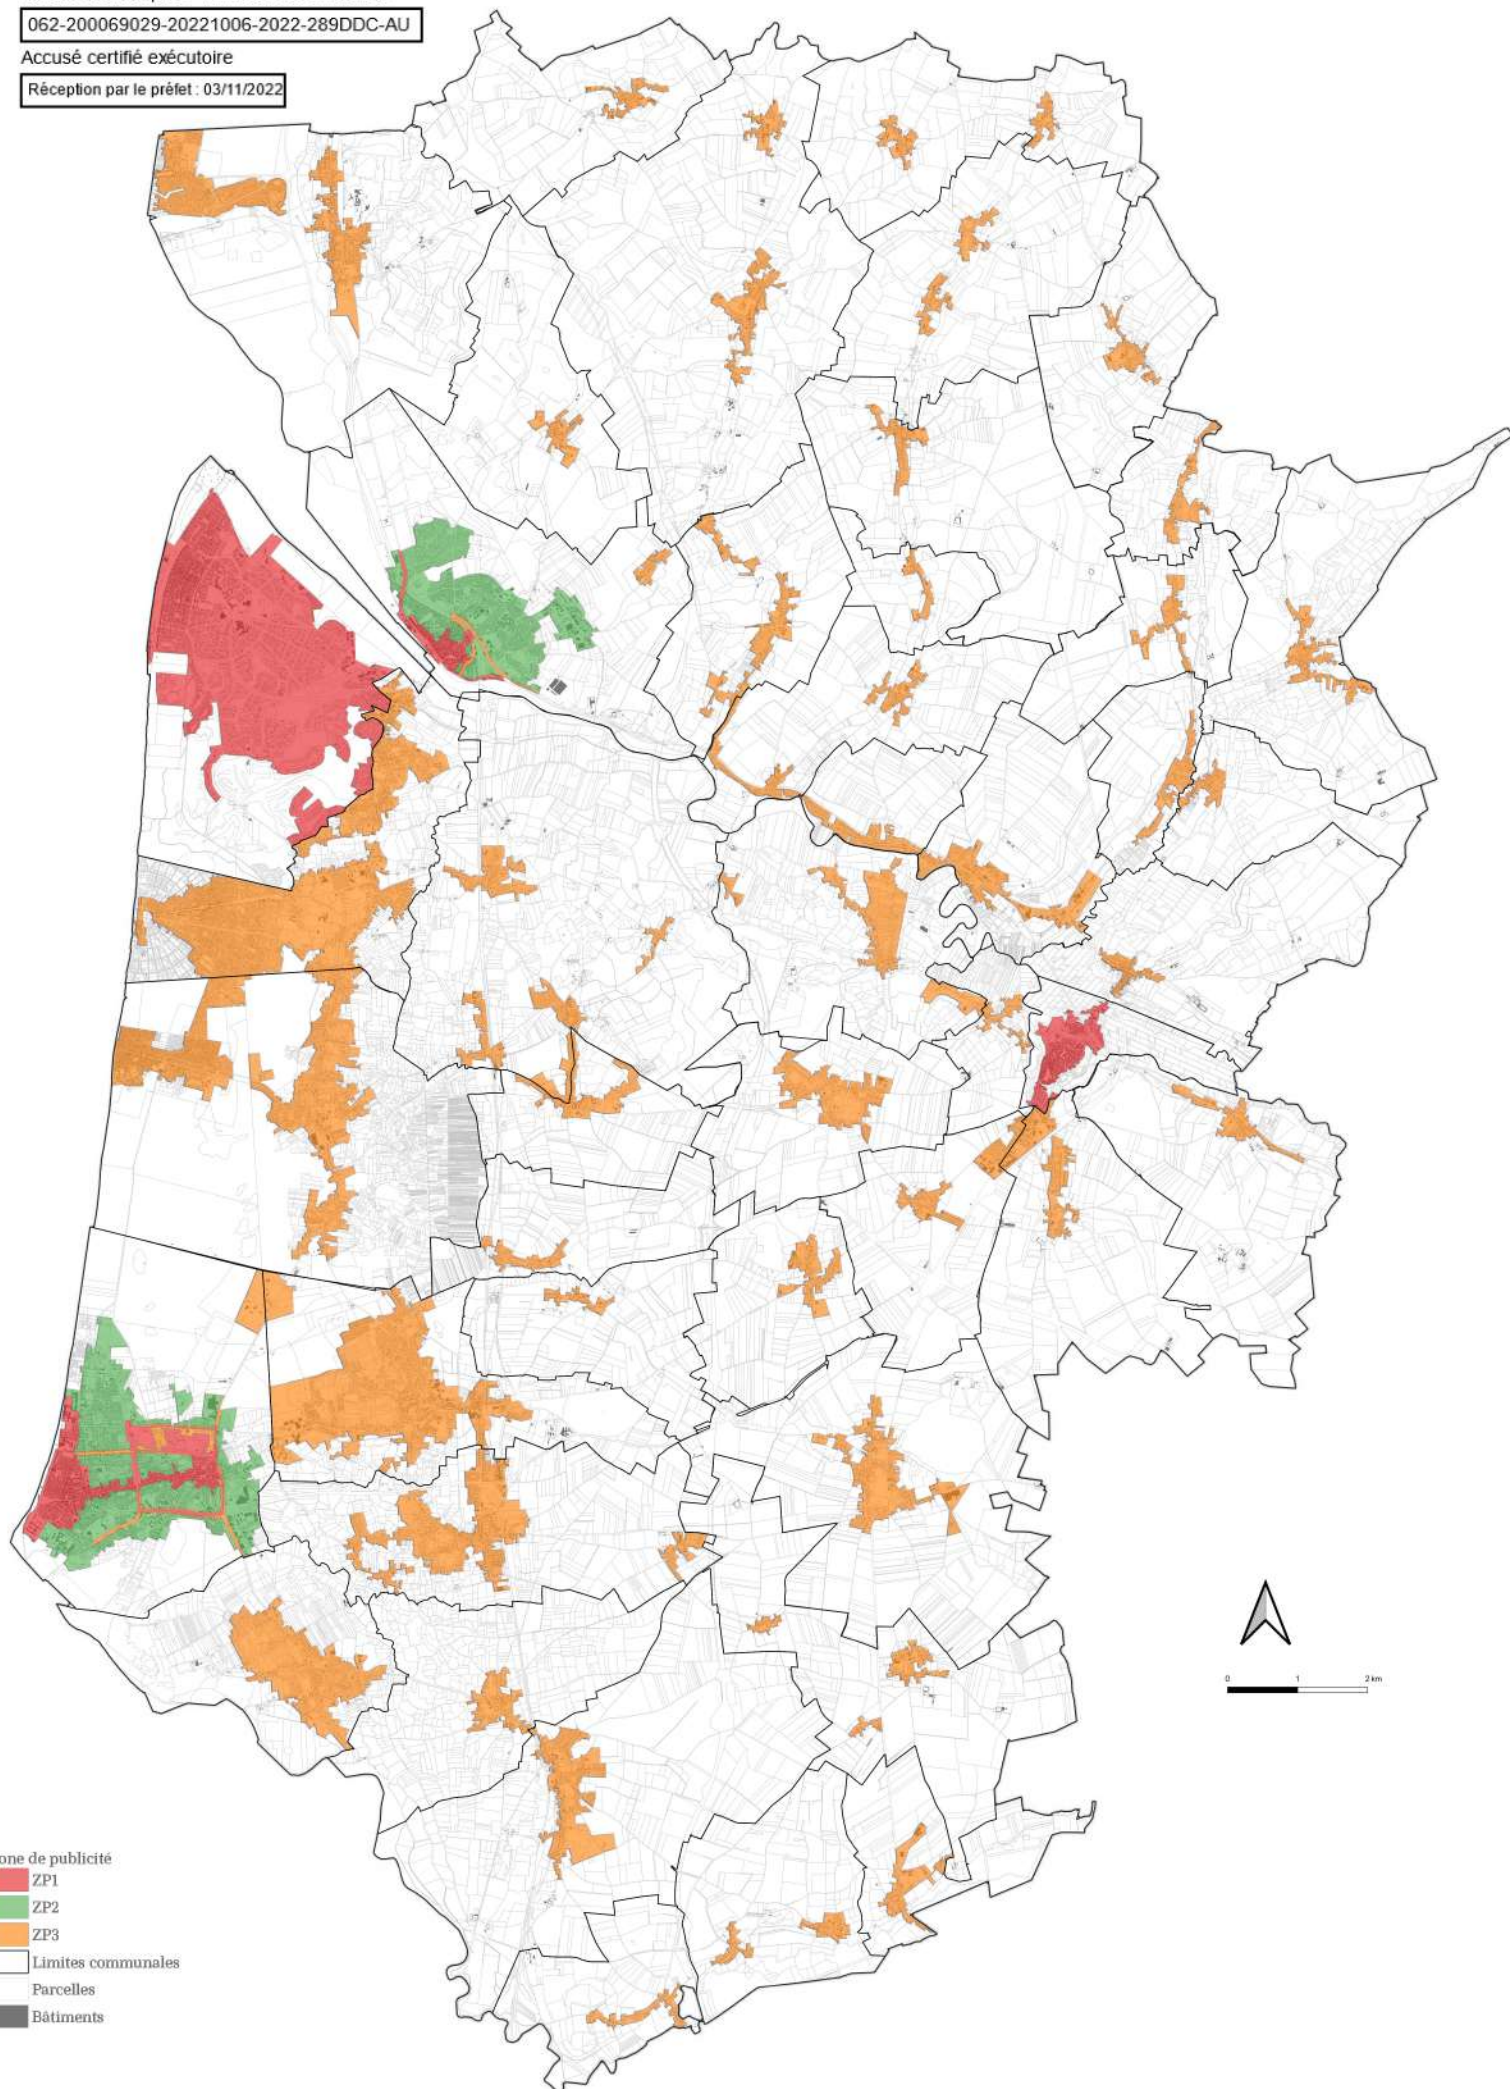 062-200069029-20221006-2022-289DDC-AU
Accusé certifié exécutoire
Réception par le préfet : 03/11/2022
0 1 2 km
one de publicité
ZP1
ZP2
ZP3
Limites communales
Parcelles
Bâtiments